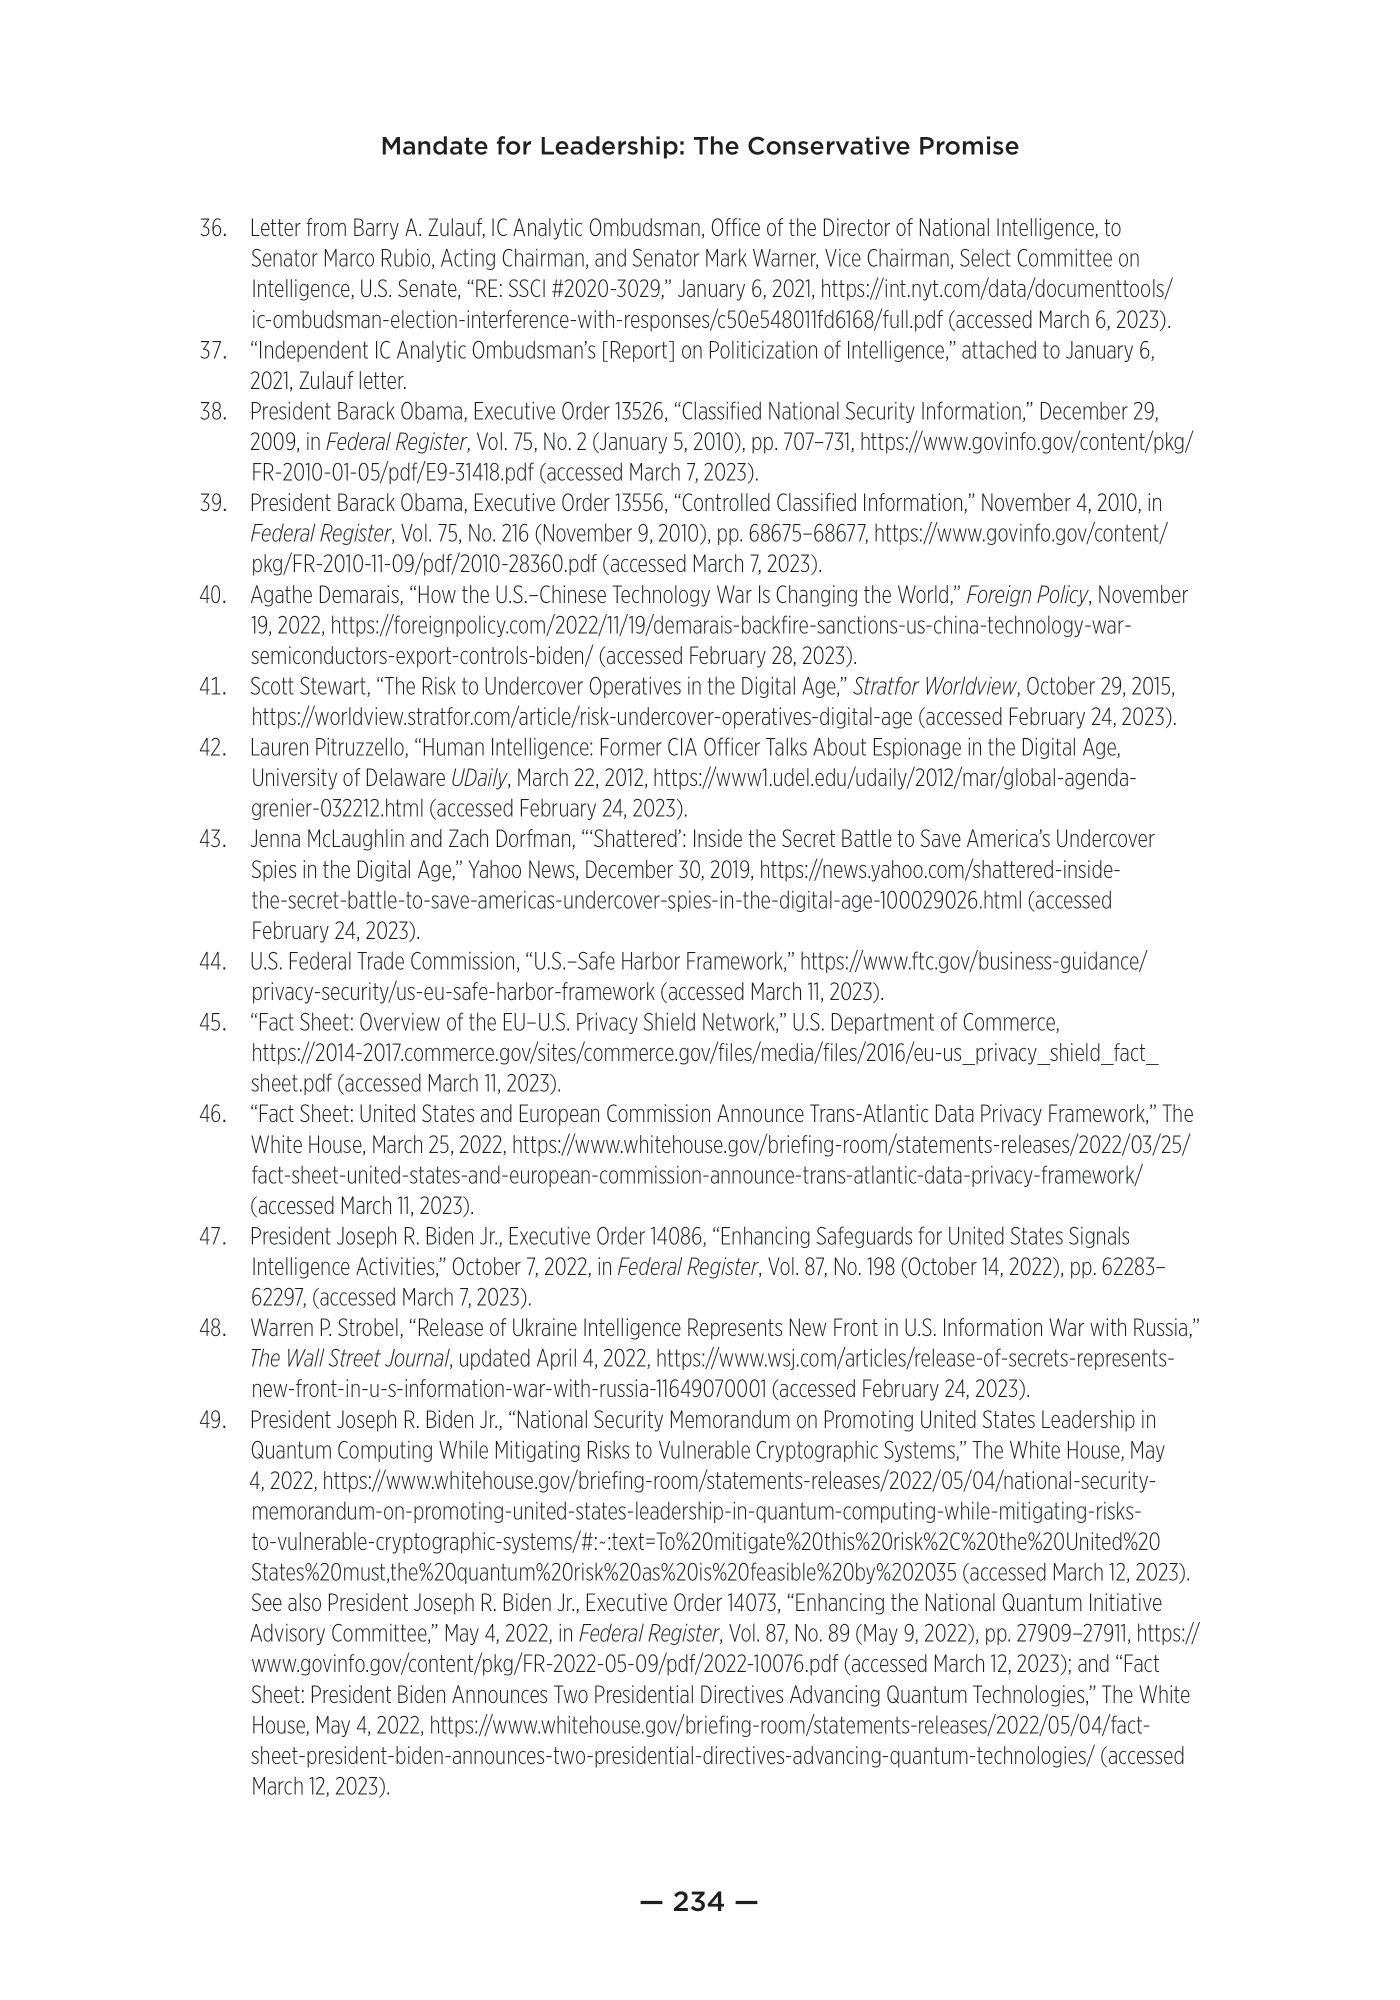 Mandate for Leadership: The Conservative Promise
36. Letter from Barry A. Zulauf, IC Analytic Ombudsman, Office of the Director of National Intelligence, to
Senator Marco Rubio, Acting Chairman, and Senator Mark Warner, Vice Chairman, Select Committee on
Intelligence, U.S. Senate, “RE: SSCI #2020-3029,” January 6, 2021, https://int.nyt.com/data/documenttools/
ic-ombudsman-election-interference-with-responses/c50e548011fd6168/full.pdf (accessed March 6, 2023).
37. “Independent IC Analytic Ombudsman’s [Report] on Politicization of Intelligence,” attached to January 6,
2021, Zulauf letter.
38. President Barack Obama, Executive Order 13526, “Classified National Security Information,” December 29,
2009, in Federal Register, Vol. 75, No. 2 (January 5, 2010), pp. 707–731, https://www.govinfo.gov/content/pkg/
FR-2010-01-05/pdf/E9-31418.pdf (accessed March 7, 2023).
39. President Barack Obama, Executive Order 13556, “Controlled Classified Information,” November 4, 2010, in
Federal Register, Vol. 75, No. 216 (November 9, 2010), pp. 68675–68677, https://www.govinfo.gov/content/
pkg/FR-2010-11-09/pdf/2010-28360.pdf (accessed March 7, 2023).
40. Agathe Demarais, “How the U.S.–Chinese Technology War Is Changing the World,” Foreign Policy, November
19, 2022, https://foreignpolicy.com/2022/11/19/demarais-backfire-sanctions-us-china-technology-war-
semiconductors-export-controls-biden/ (accessed February 28, 2023).
41. Scott Stewart, “The Risk to Undercover Operatives in the Digital Age,” Stratfor Worldview, October 29, 2015,
https://worldview.stratfor.com/article/risk-undercover-operatives-digital-age (accessed February 24, 2023).
42. Lauren Pitruzzello, “Human Intelligence: Former CIA Officer Talks About Espionage in the Digital Age,
University of Delaware UDaily, March 22, 2012, https://www1.udel.edu/udaily/2012/mar/global-agenda-
grenier-032212.html (accessed February 24, 2023).
43. Jenna McLaughlin and Zach Dorfman, “‘Shattered’: Inside the Secret Battle to Save America’s Undercover
Spies in the Digital Age,” Yahoo News, December 30, 2019, https://news.yahoo.com/shattered-inside-
the-secret-battle-to-save-americas-undercover-spies-in-the-digital-age-100029026.html (accessed
February 24, 2023).
44. U.S. Federal Trade Commission, “U.S.–Safe Harbor Framework,” https://www.ftc.gov/business-guidance/
privacy-security/us-eu-safe-harbor-framework (accessed March 11, 2023).
45. “Fact Sheet: Overview of the EU–U.S. Privacy Shield Network,” U.S. Department of Commerce,
https://2014-2017.commerce.gov/sites/commerce.gov/files/media/files/2016/eu-us_privacy_shield_fact_
sheet.pdf (accessed March 11, 2023).
46. “Fact Sheet: United States and European Commission Announce Trans-Atlantic Data Privacy Framework,” The
White House, March 25, 2022, https://www.whitehouse.gov/briefing-room/statements-releases/2022/03/25/
fact-sheet-united-states-and-european-commission-announce-trans-atlantic-data-privacy-framework/
(accessed March 11, 2023).
47. President Joseph R. Biden Jr., Executive Order 14086, “Enhancing Safeguards for United States Signals
Intelligence Activities,” October 7, 2022, in Federal Register, Vol. 87, No. 198 (October 14, 2022), pp. 62283–
62297, (accessed March 7, 2023).
48. Warren P. Strobel, “Release of Ukraine Intelligence Represents New Front in U.S. Information War with Russia,”
The Wall Street Journal, updated April 4, 2022, https://www.wsj.com/articles/release-of-secrets-represents-
new-front-in-u-s-information-war-with-russia-11649070001 (accessed February 24, 2023).
49. President Joseph R. Biden Jr., “National Security Memorandum on Promoting United States Leadership in
Quantum Computing While Mitigating Risks to Vulnerable Cryptographic Systems,” The White House, May
4, 2022, https://www.whitehouse.gov/briefing-room/statements-releases/2022/05/04/national-security-
memorandum-on-promoting-united-states-leadership-in-quantum-computing-while-mitigating-risks-
to-vulnerable-cryptographic-systems/#:~:text=To%20mitigate%20this%20risk%2C%20the%20United%20
States%20must,the%20quantum%20risk%20as%20is%20feasible%20by%202035 (accessed March 12, 2023).
See also President Joseph R. Biden Jr., Executive Order 14073, “Enhancing the National Quantum Initiative
Advisory Committee,” May 4, 2022, in Federal Register, Vol. 87, No. 89 (May 9, 2022), pp. 27909–27911, https://
www.govinfo.gov/content/pkg/FR-2022-05-09/pdf/2022-10076.pdf (accessed March 12, 2023); and “Fact
Sheet: President Biden Announces Two Presidential Directives Advancing Quantum Technologies,” The White
House, May 4, 2022, https://www.whitehouse.gov/briefing-room/statements-releases/2022/05/04/fact-
sheet-president-biden-announces-two-presidential-directives-advancing-quantum-technologies/ (accessed
March 12, 2023).
— 234 —